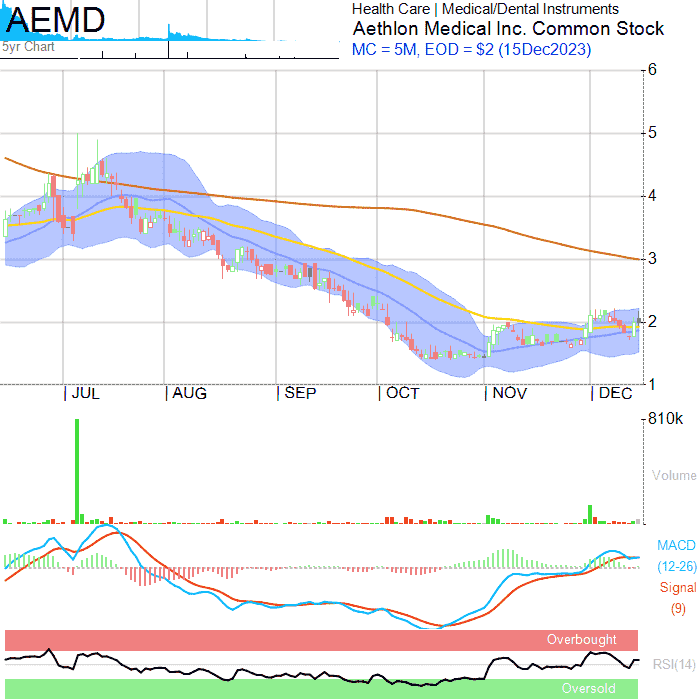 AEMD
5yr Chart
Health Care | Medical/Dental Instruments
Aethlon Medical Inc. Common Stock
MC = 5M, EOD = $2 (15Dec2023)
6
5
4
3
2
1
JUL AUG SEP OCT NOV DEC
810k
Volume
MACD
(12-26)
Signal
(9)
Overbought
RSI(14)
Oversold